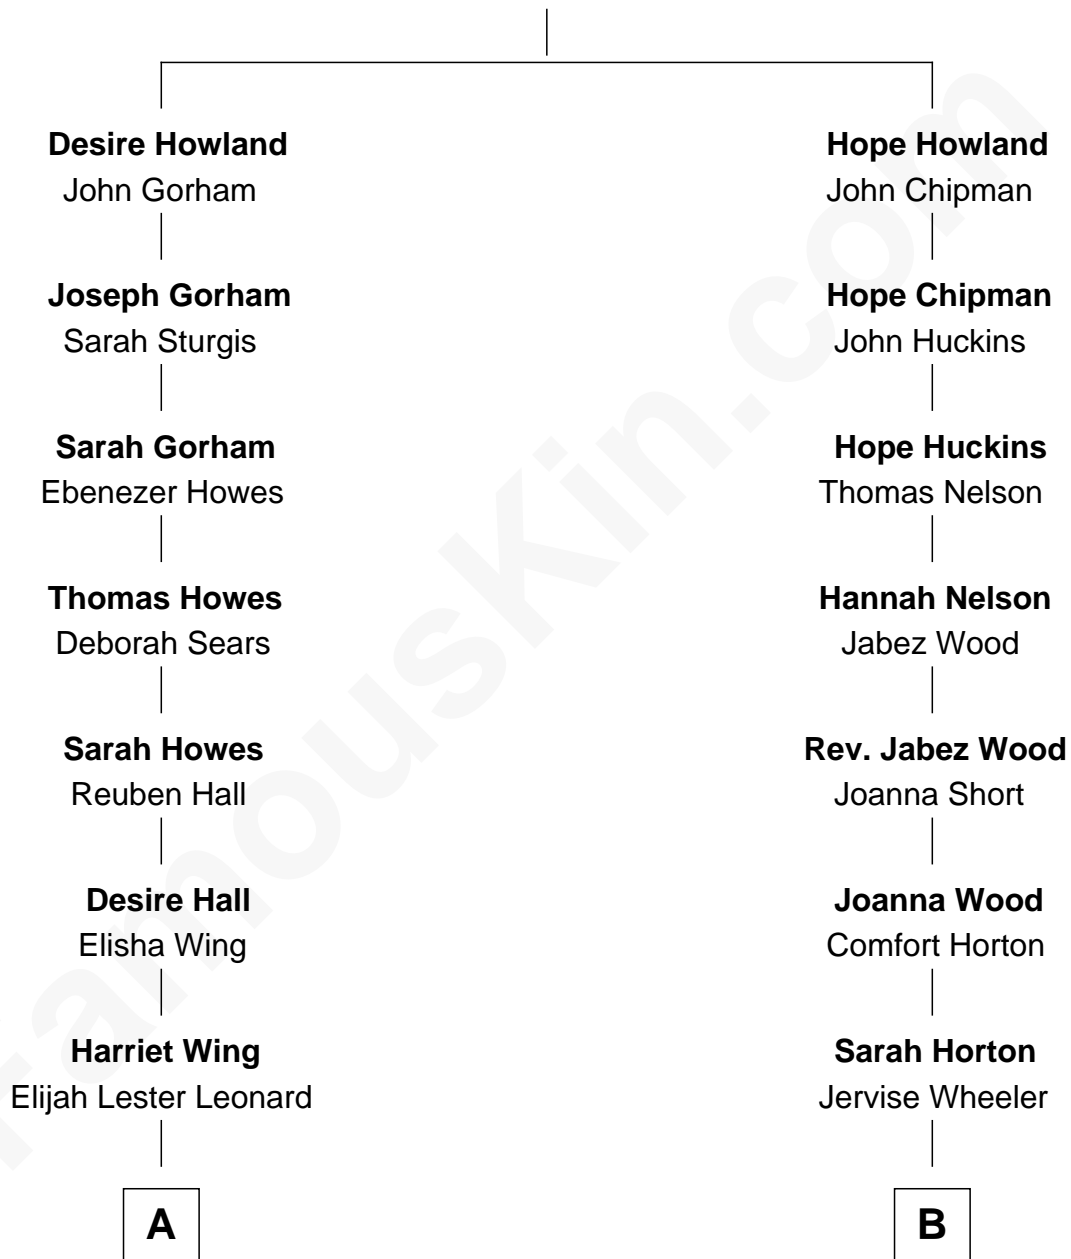 Desire Howland
John Gorham
Joseph Gorham
Sarah Sturgis
Sarah Gorham
Ebenezer Howes
Thomas Howes
Deborah Sears
Sarah Howes
Reuben Hall
Desire Hall
Elisha Wing
Harriet Wing
Elijah Lester Leonard
A
Hope Howland
John Chipman
Hope Chipman
John Huckins
Hope Huckins
Thomas Nelson
Hannah Nelson
Jabez Wood
Rev. Jabez Wood
Joanna Short
Joanna Wood
Comfort Horton
Sarah Horton
Jervise Wheeler
B
FamousKin.com